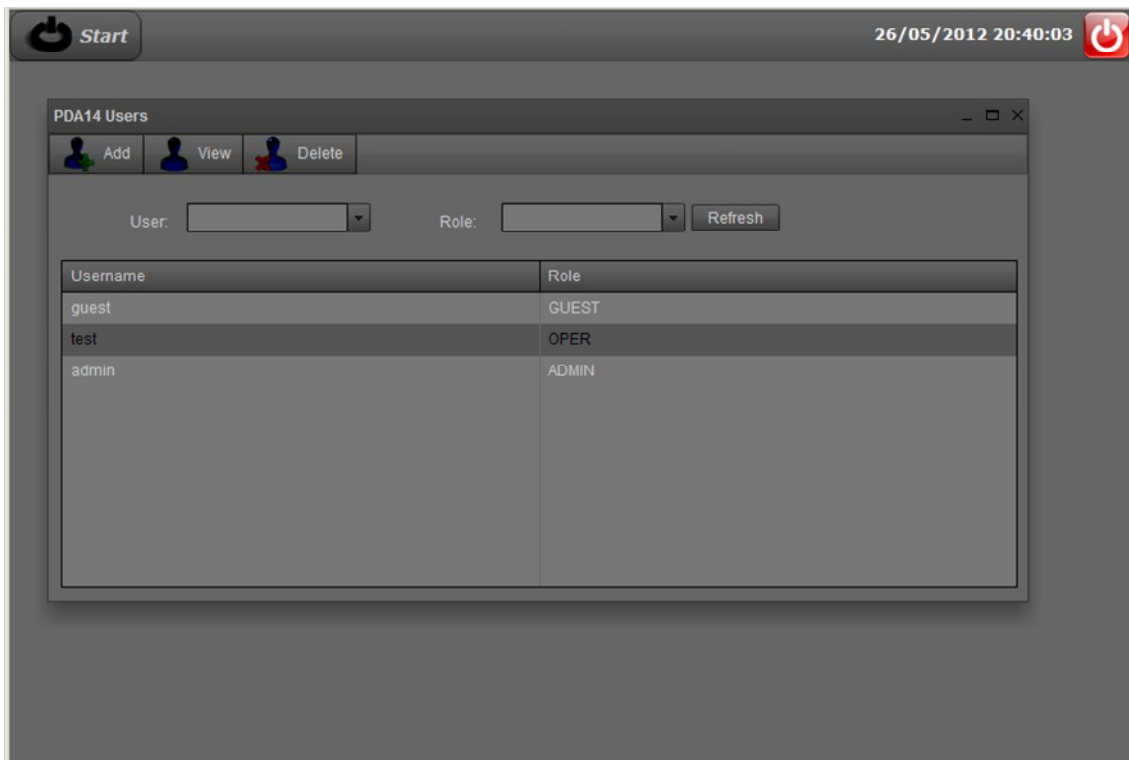 Start 26/05/2012 20:40:03
PDA14 Users
Add View Delete
User: Role: Refresh
Username Role
guest GUEST
test OPER
admin ADMIN